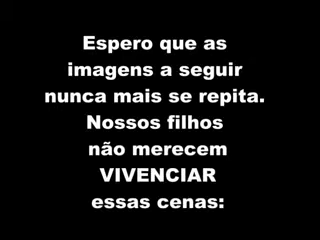 Espero que as
imagens a seguir
nunca mais se repita.
Nossos filhos
não merecem
VIVENCIAR
essas cenas: